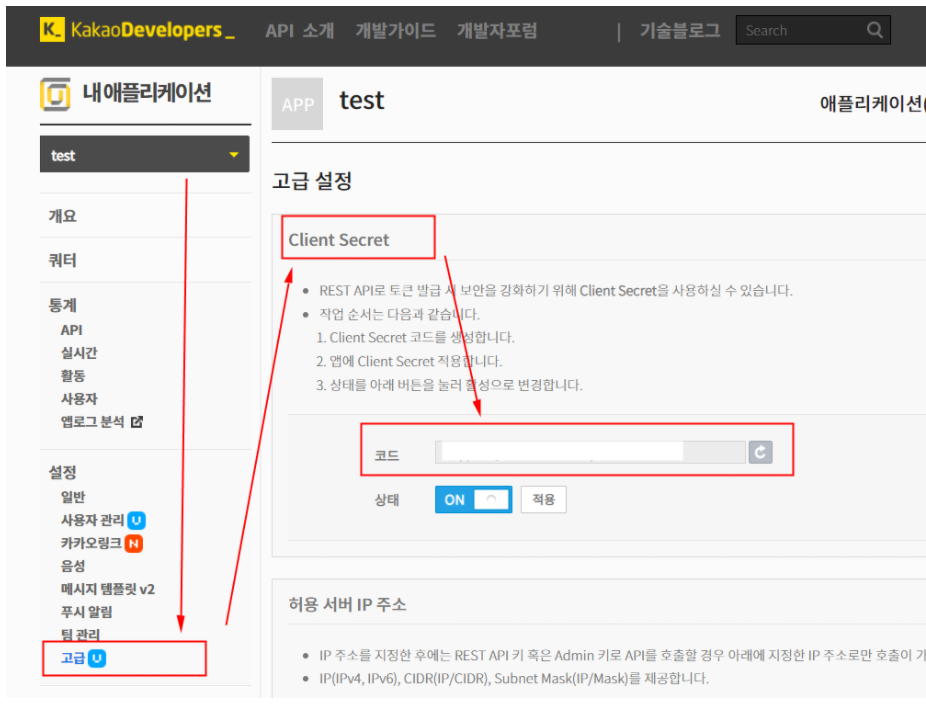 K_ KakaoDevelopers_ API 소개 개발가이드 개발자포럼 | 기술블로그 Search
내 애플리케이션
test
개요
쿼터
통계
API
실시간
활동
사용자
앱로그 분석
설정
일반
사용자 관리 U
카카오링크 N
음성
메시지 템플릿 v2
푸시 알림
팀 관리
고급 U
APP test
애플리케이션(
고급 설정
Client Secret
REST API로 토큰 발급 시 보안을 강화하기 위해 Client Secret을 사용하실 수 있습니다.
작업 순서는 다음과 같습니다.
1. Client Secret 코드를 생성합니다.
2. 앱에 Client Secret 적용합니다.
3. 상태를 아래 버튼을 눌러 활성으로 변경합니다.
코드
상태 ON 적용
허용 서버 IP 주소
IP 주소를 지정한 후에는 REST API 키 혹은 Admin 키로 API를 호출할 경우 아래에 지정한 IP 주소로만 호출이 가
IP(IPv4, IPv6), CIDR(IP/CIDR), Subnet Mask(IP/Mask)를 제공합니다.